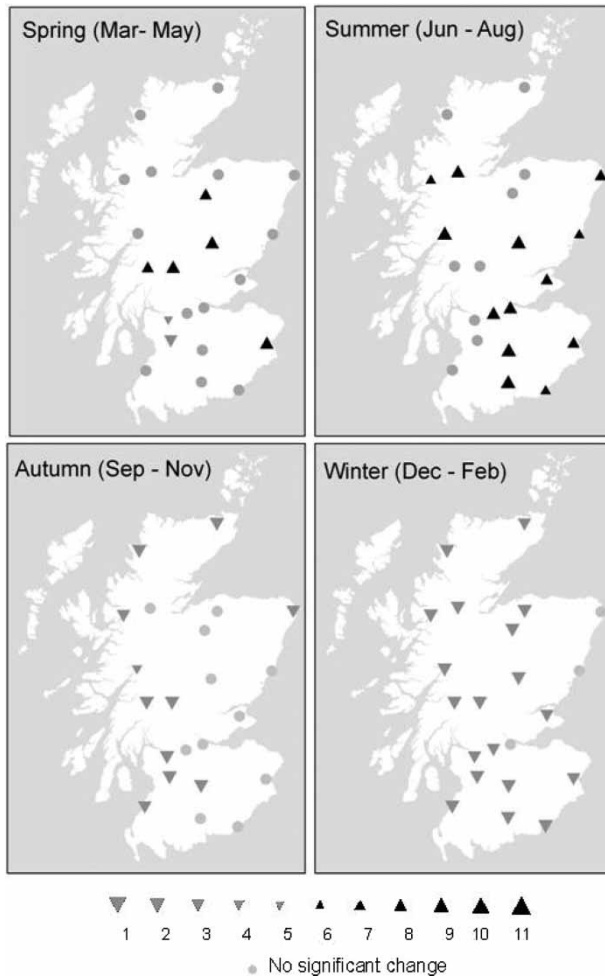 Spring (Mar- May)
Summer (Jun - Aug)
Autumn (Sep - Nov)
Winter (Dec - Feb)
1 2 3 4 5 6 7 8 9 10 11
No significant change